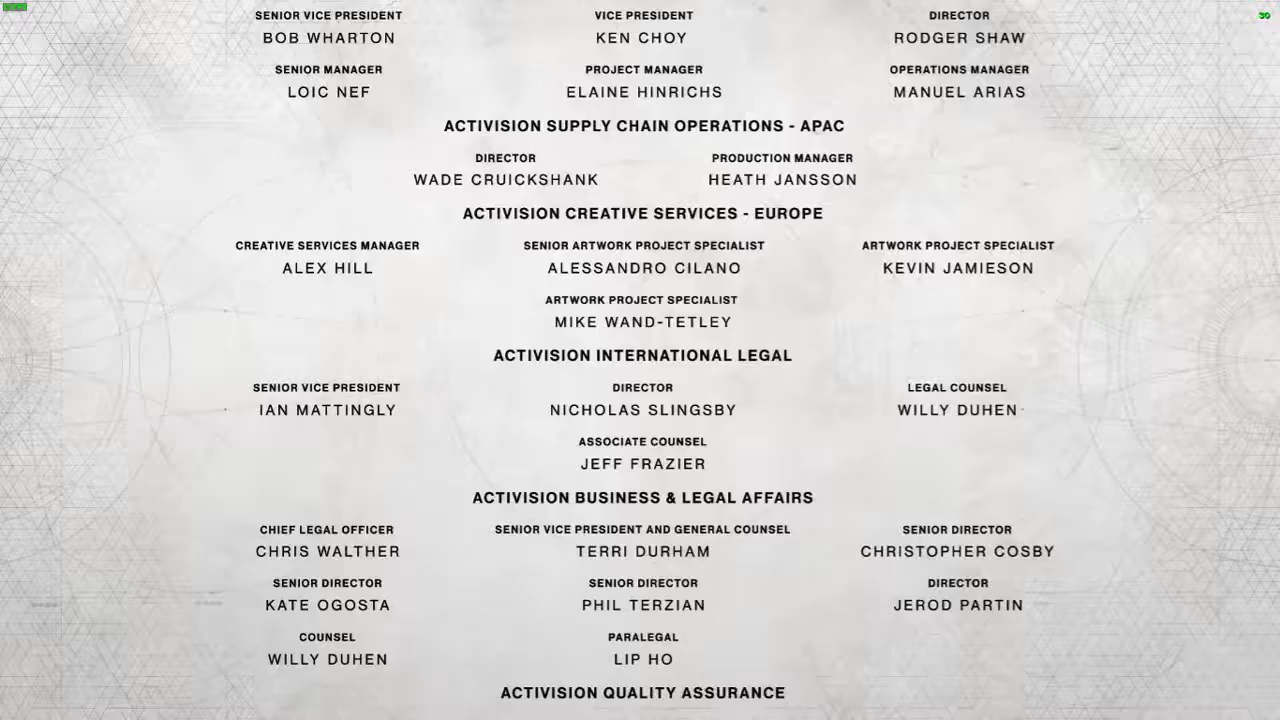 30
SENIOR VICE PRESIDENT VICE PRESIDENT DIRECTOR
BOB WHARTON KEN CHOY RODGER SHAW
SENIOR MANAGER PROJECT MANAGER OPERATIONS MANAGER
LOIC NEF ELAINE HINRICHS MANUEL ARIAS
ACTIVISION SUPPLY CHAIN OPERATIONS - APAC
DIRECTOR PRODUCTION MANAGER
WADE CRUICKSHANK HEATH JANSSON
ACTIVISION CREATIVE SERVICES - EUROPE
CREATIVE SERVICES MANAGER SENIOR ARTWORK PROJECT SPECIALIST ARTWORK PROJECT SPECIALIST
ALEX HILL ALESSANDRO CILANO KEVIN JAMIESON
ARTWORK PROJECT SPECIALIST
MIKE WAND-TETLEY
ACTIVISION INTERNATIONAL LEGAL
SENIOR VICE PRESIDENT DIRECTOR LEGAL COUNSEL
IAN MATTINGLY NICHOLAS SLINGSBY WILLY DUHEN
ASSOCIATE COUNSEL
JEFF FRAZIER
ACTIVISION BUSINESS & LEGAL AFFAIRS
CHIEF LEGAL OFFICER SENIOR VICE PRESIDENT AND GENERAL COUNSEL SENIOR DIRECTOR
CHRIS WALTHER TERRI DURHAM CHRISTOPHER COSBY
SENIOR DIRECTOR SENIOR DIRECTOR DIRECTOR
KATE OGOSTA PHIL TERZIAN JEROD PARTIN
COUNSEL PARALEGAL
WILLY DUHEN LIP HO
ACTIVISION QUALITY ASSURANCE